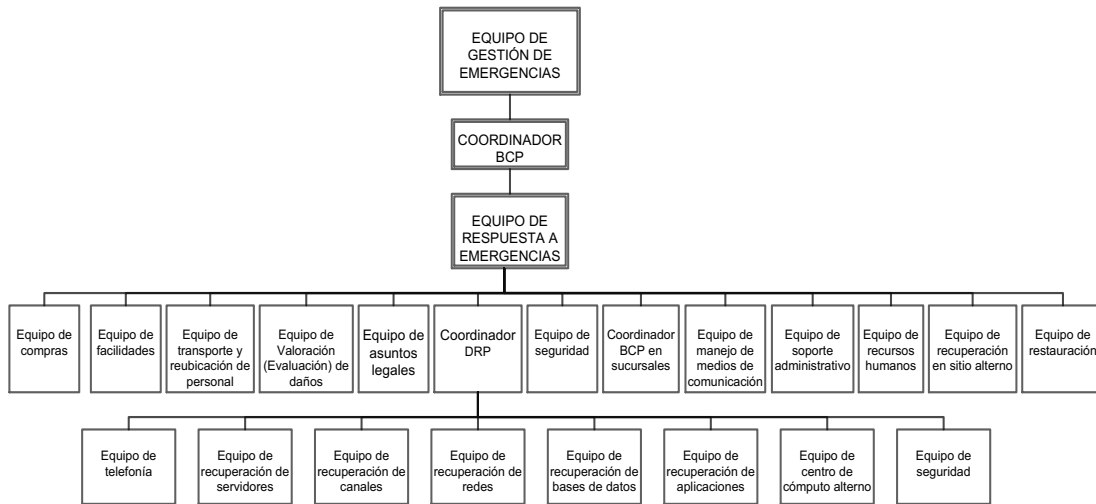 EQUIPO DE
GESTIÓN DE
EMERGENCIAS
COORDINADOR
BCP
EQUIPO DE
RESPUESTA A
EMERGENCIAS
Equipo de
compras
Equipo de
facilidades
Equipo de
transporte y
reubicación de
personal
Equipo de
Valoración
(Evaluación) de
daños
Equipo de
asuntos
legales
Coordinador
DRP
Equipo de
seguridad
Coordinador
BCP en
sucursales
Equipo de
manejo de
medios de
comunicación
Equipo de
soporte
administrativo
Equipo de
recursos
humanos
Equipo de
recuperación
en sitio alterno
Equipo de
restauración
Equipo de
telefonía
Equipo de
recuperación de
servidores
Equipo de
recuperación de
canales
Equipo de
recuperación de
redes
Equipo de
recuperación de
bases de datos
Equipo de
recuperación de
aplicaciones
Equipo de
centro de
cómputo alterno
Equipo de
seguridad